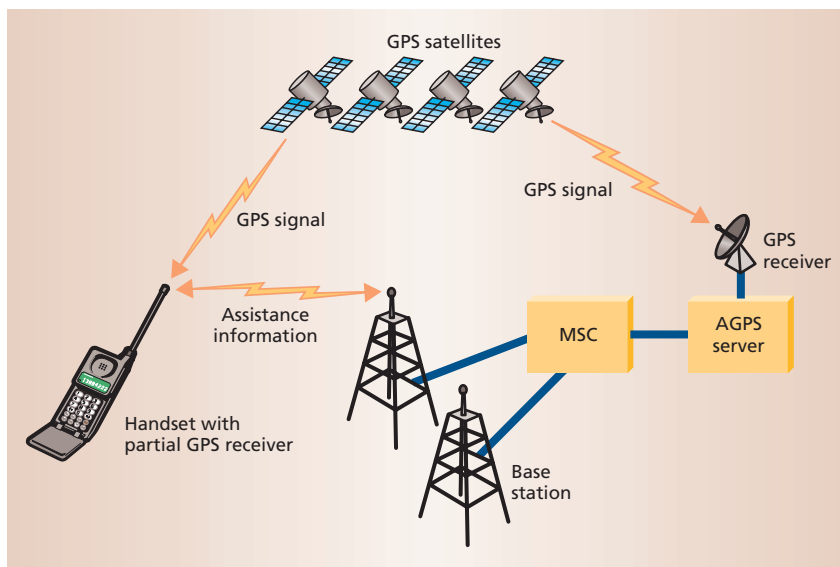 GPS satellites
GPS signal
GPS signal
GPS
receiver
Assistance
information
MSC
AGPS
server
Handset with
partial GPS receiver
Base
station